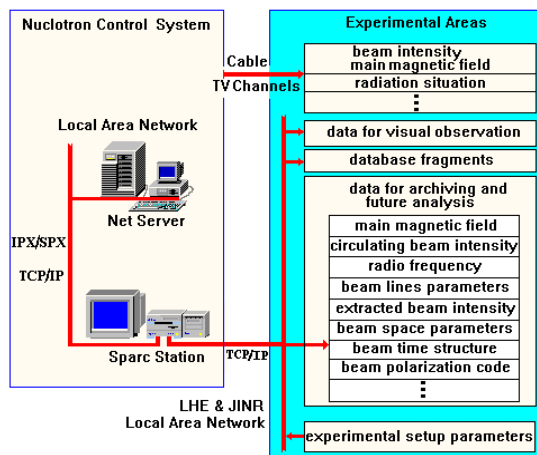 Nuclotron Control System
Local Area Network
Net Server
IPX/SPX
TCP/IP
Sparc Station
TCP/IP
Cable
TV Channels
LHE & JINR
Local Area Network
Experimental Areas
beam intensity
main magnetic field
radiation situation
data for visual observation
database fragments
data for archiving and
future analysis
main magnetic field
circulating beam intensity
radio frequency
beam lines parameters
extracted beam intensity
beam space parameters
beam time structure
beam polarization code
experimental setup parameters